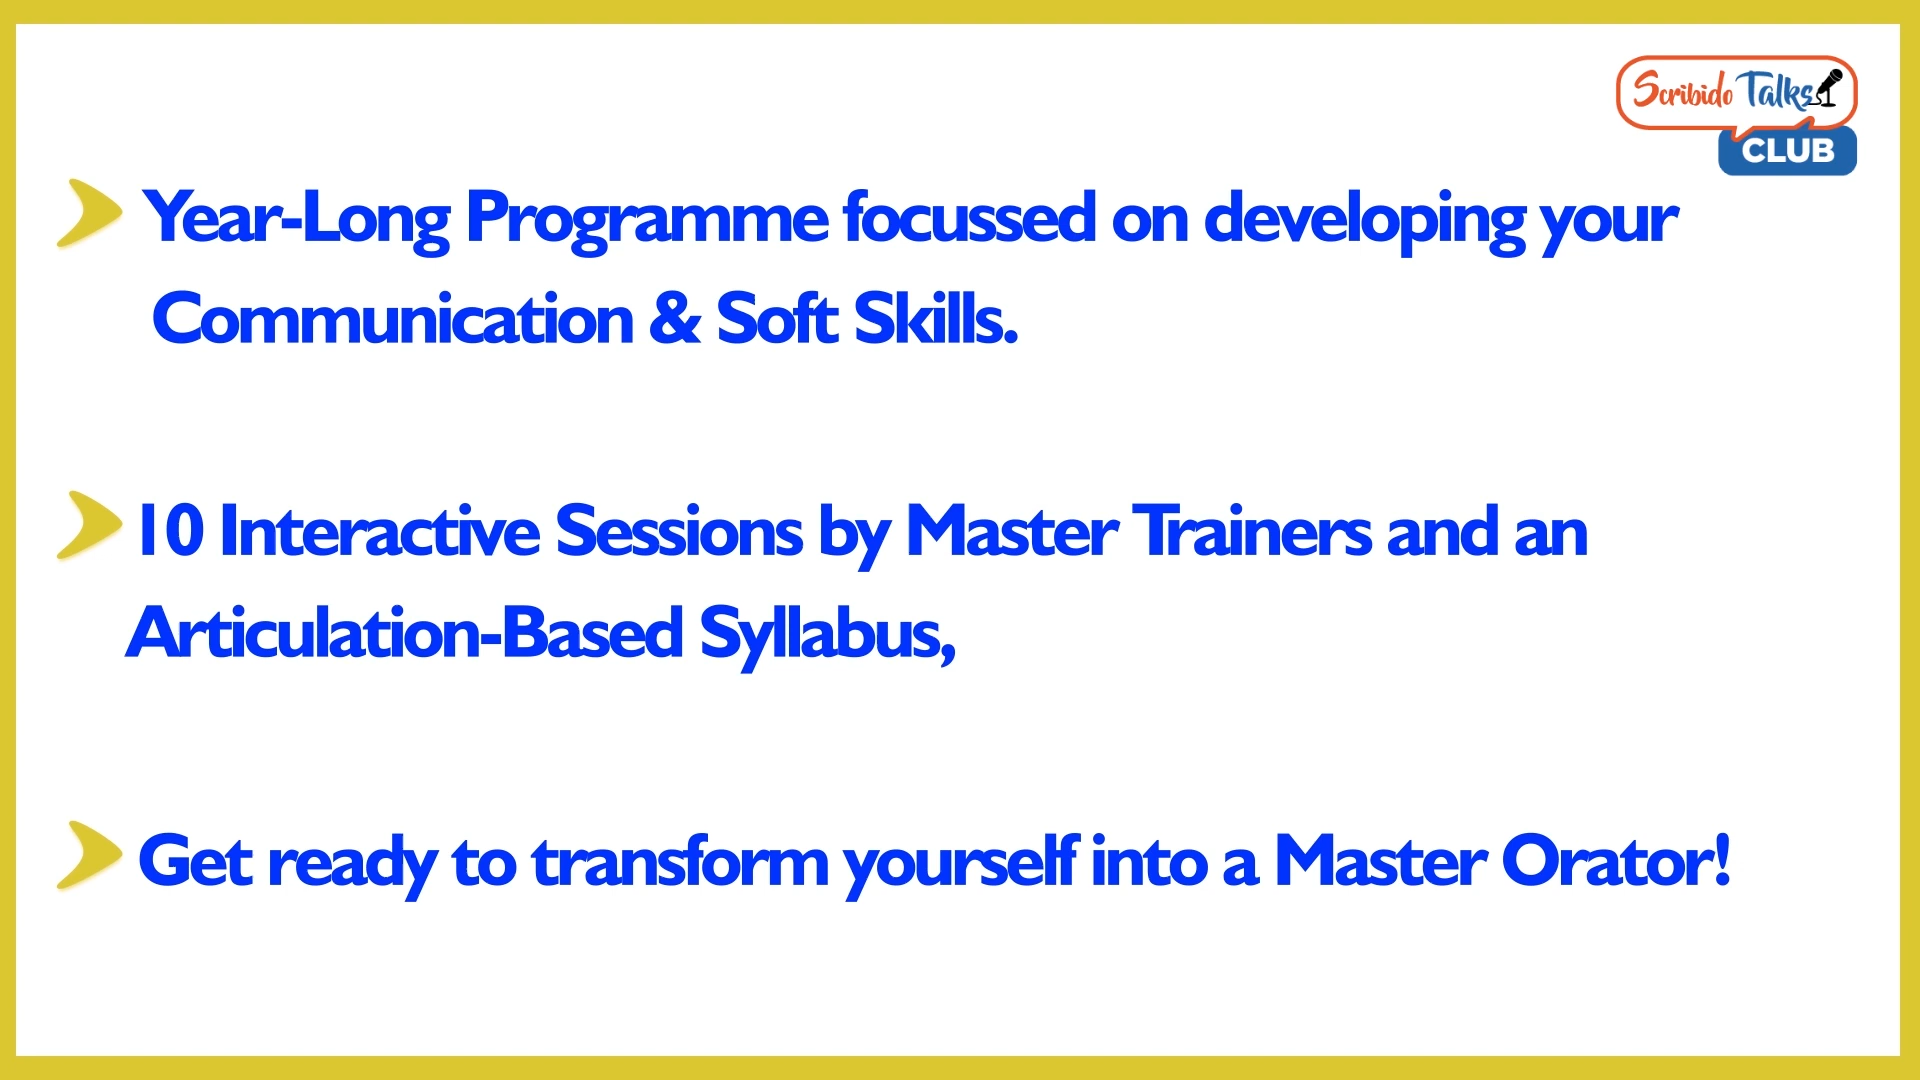 Scribido Talks
CLUB
Year-Long Programme focussed on developing your
Communication & Soft Skills.
10 Interactive Sessions by Master Trainers and an
Articulation-Based Syllabus,
Get ready to transform yourself into a Master Orator!